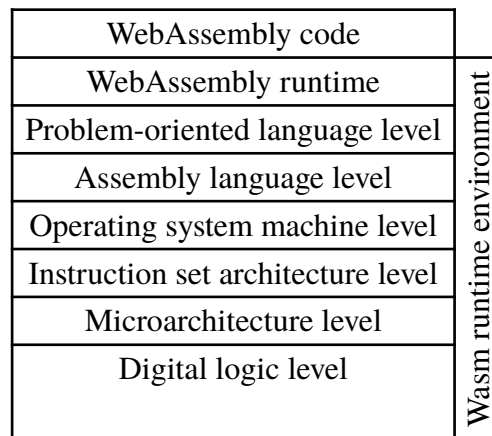 WebAssembly code
WebAssembly runtime
Problem-oriented language level
Assembly language level
Operating system machine level
Instruction set architecture level
Microarchitecture level
Digital logic level
Wasm runtime environment